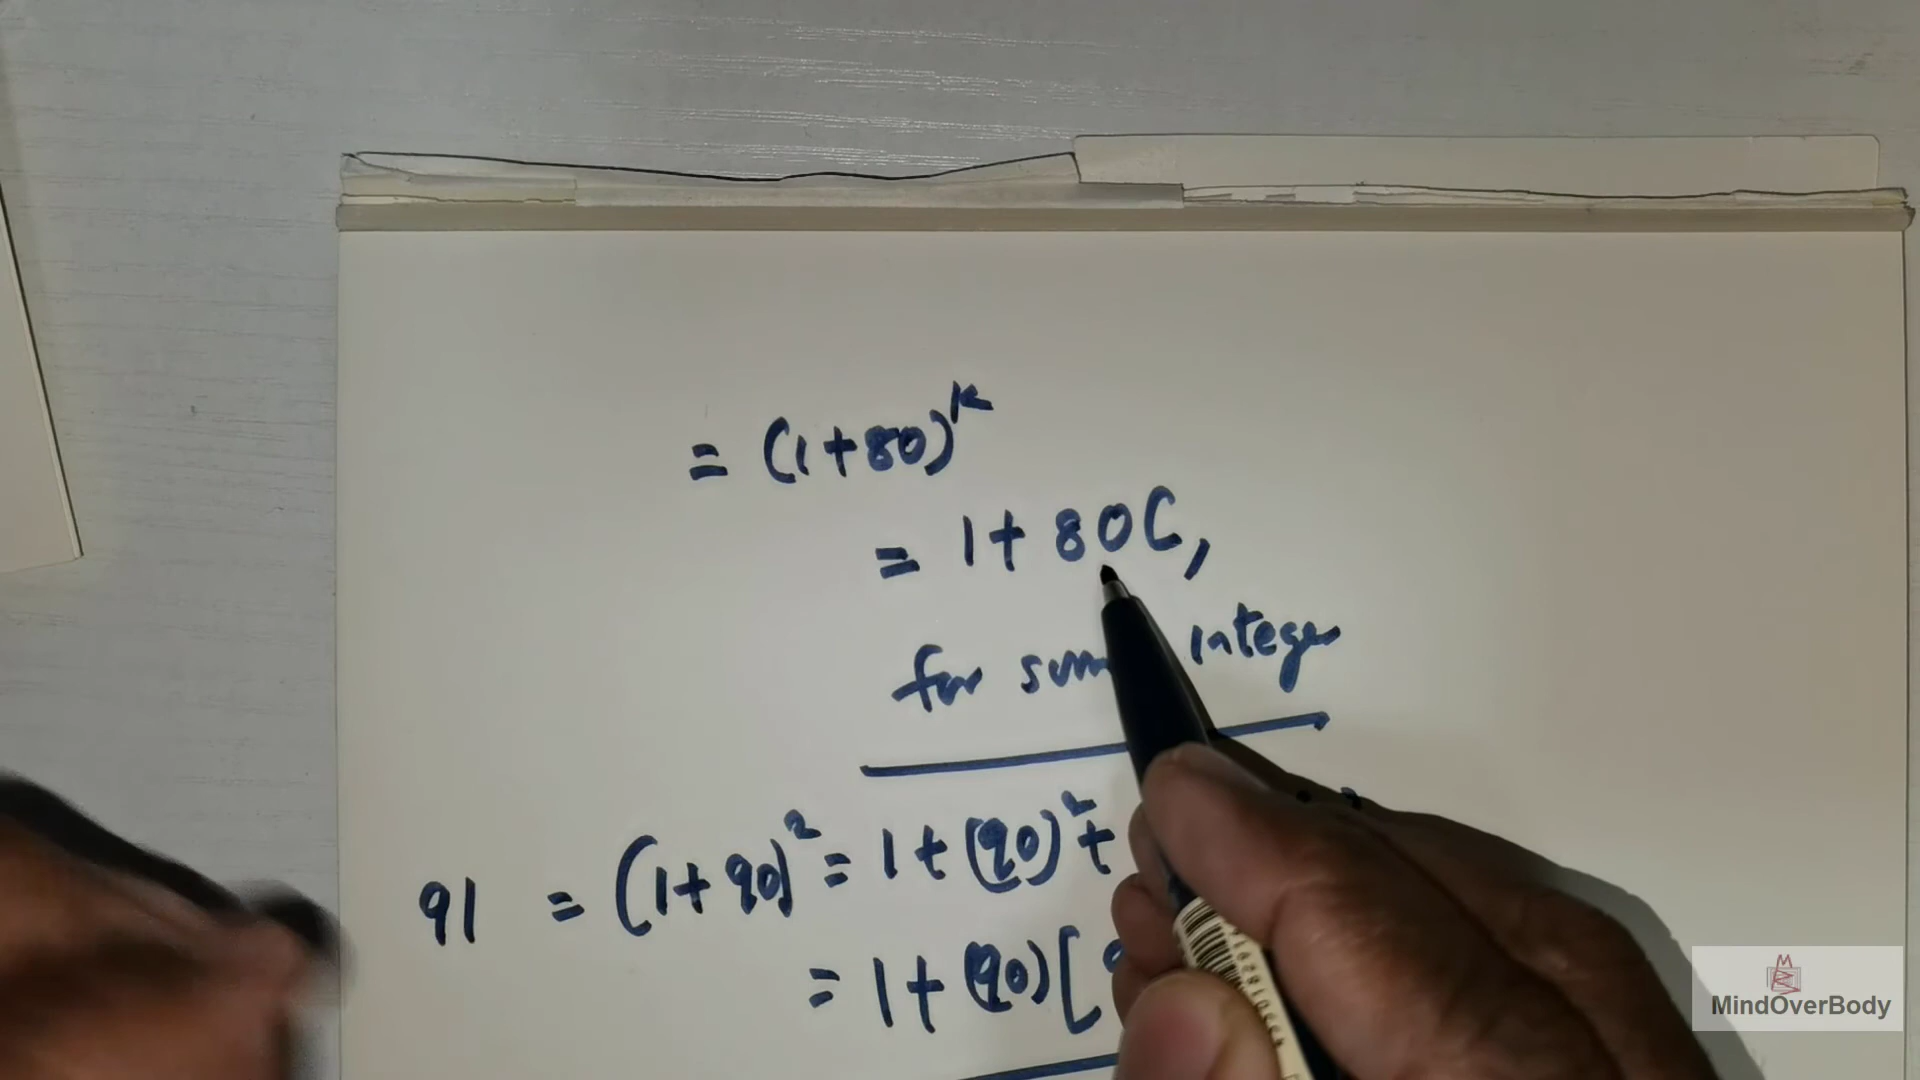 = (1+80)^k
= 1+ 80C,
for some integer
91 = (1+90)^2 = 1+(90)^2+
= 1+(90)[
MindOverBody